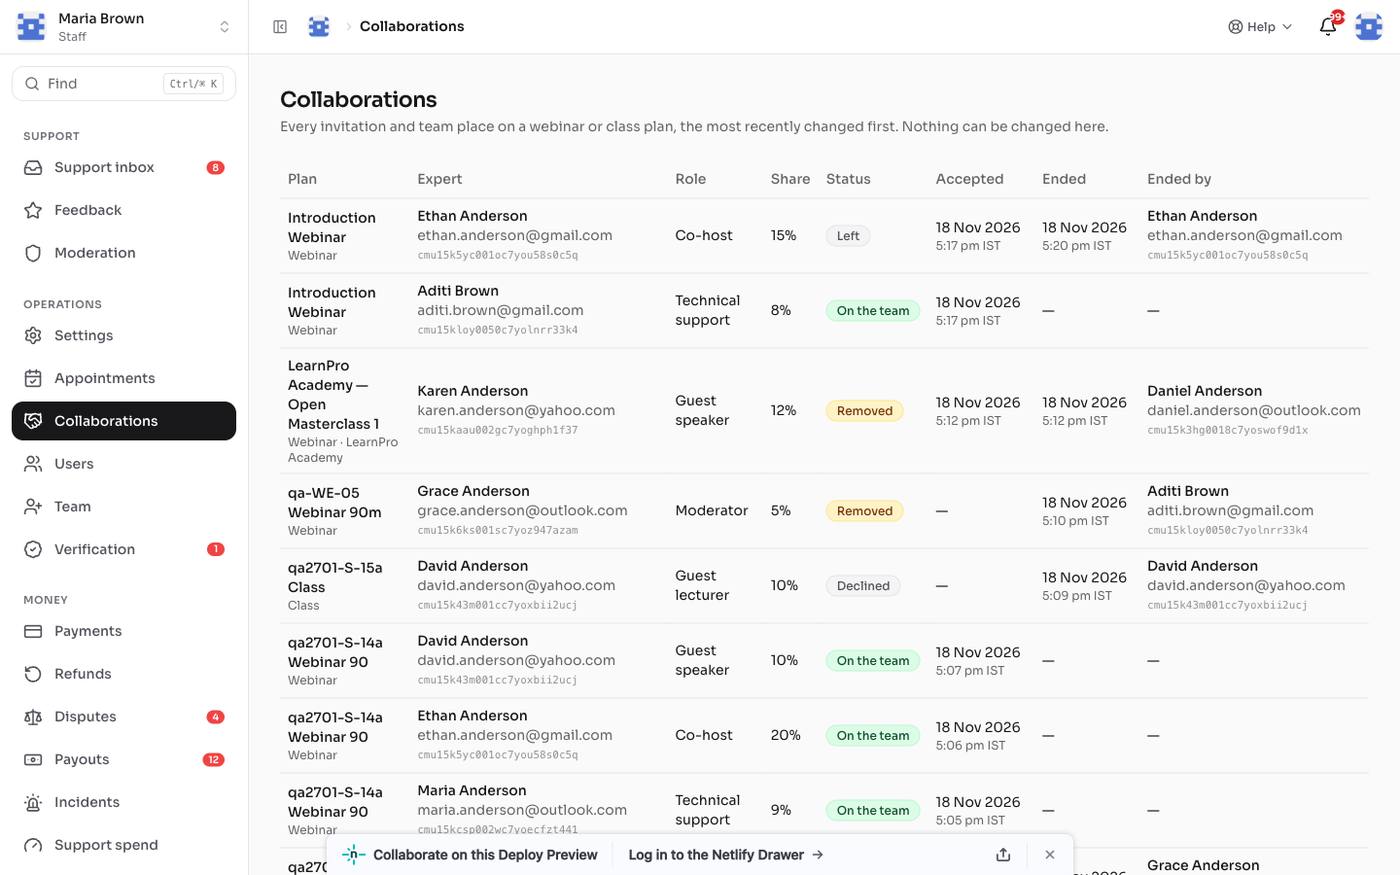 Maria Brown
Staff
Collaborations
Help
99+
Find
Ctrl/⌘ K
SUPPORT
Support inbox 8
Feedback
Moderation
OPERATIONS
Settings
Appointments
Collaborations
Users
Team
Verification 1
MONEY
Payments
Refunds
Disputes 4
Payouts 12
Incidents
Support spend
Collaborations
Every invitation and team place on a webinar or class plan, the most recently changed first. Nothing can be changed here.
Plan Expert Role Share Status Accepted Ended Ended by
Introduction
Webinar
Webinar
Ethan Anderson
ethan.anderson@gmail.com
cmu15k5yc001oc7you58s0c5q
Co-host
15%
Left
18 Nov 2026
5:17 pm IST
18 Nov 2026
5:20 pm IST
Ethan Anderson
ethan.anderson@gmail.com
cmu15k5yc001oc7you58s0c5q
Introduction
Webinar
Webinar
Aditi Brown
aditi.brown@gmail.com
cmu15kloy0050c7yolnrr33k4
Technical
support
8%
On the team
18 Nov 2026
5:17 pm IST
—
—
LearnPro
Academy —
Open
Masterclass 1
Webinar · LearnPro
Academy
Karen Anderson
karen.anderson@yahoo.com
cmu15kaau002gc7yoghph1f37
Guest
speaker
12%
Removed
18 Nov 2026
5:12 pm IST
18 Nov 2026
5:12 pm IST
Daniel Anderson
daniel.anderson@outlook.com
cmu15k3hg0018c7yoswof9d1x
qa-WE-05
Webinar 90m
Webinar
Grace Anderson
grace.anderson@outlook.com
cmu15k6ks001sc7yoz947azam
Moderator
5%
Removed
—
18 Nov 2026
5:10 pm IST
Aditi Brown
aditi.brown@gmail.com
cmu15kloy0050c7yolnrr33k4
qa2701-S-15a
Class
Class
David Anderson
david.anderson@yahoo.com
cmu15k43m001cc7yoxbii2ucj
Guest
lecturer
10%
Declined
—
18 Nov 2026
5:09 pm IST
David Anderson
david.anderson@yahoo.com
cmu15k43m001cc7yoxbii2ucj
qa2701-S-14a
Webinar 90
Webinar
David Anderson
david.anderson@yahoo.com
cmu15k43m001cc7yoxbii2ucj
Guest
speaker
10%
On the team
18 Nov 2026
5:07 pm IST
—
—
qa2701-S-14a
Webinar 90
Webinar
Ethan Anderson
ethan.anderson@gmail.com
cmu15k5yc001oc7you58s0c5q
Co-host
20%
On the team
18 Nov 2026
5:06 pm IST
—
—
qa2701-S-14a
Webinar 90
Webinar
Maria Anderson
maria.anderson@outlook.com
cmu15kcsp002wc7yoecfzt441
Technical
support
9%
On the team
18 Nov 2026
5:05 pm IST
—
—
Grace Anderson
Collaborate on this Deploy Preview
Log in to the Netlify Drawer →